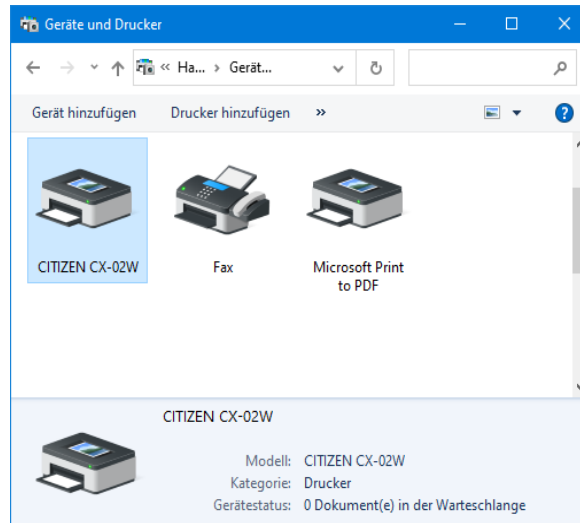 Geräte und Drucker
« Ha... › Gerät...
Gerät hinzufügen Drucker hinzufügen »
CITIZEN CX-02W Fax Microsoft Print
to PDF
CITIZEN CX-02W
Modell: CITIZEN CX-02W
Kategorie: Drucker
Gerätestatus: 0 Dokument(e) in der Warteschlange